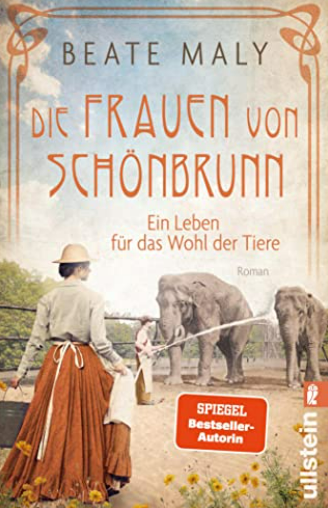 BEATE MALY
DIE FRAUEN VON
SCHÖNBRUNN
Ein Leben
für das Wohl der Tiere
Roman
SPIEGEL
Bestseller-
Autorin
ullstein